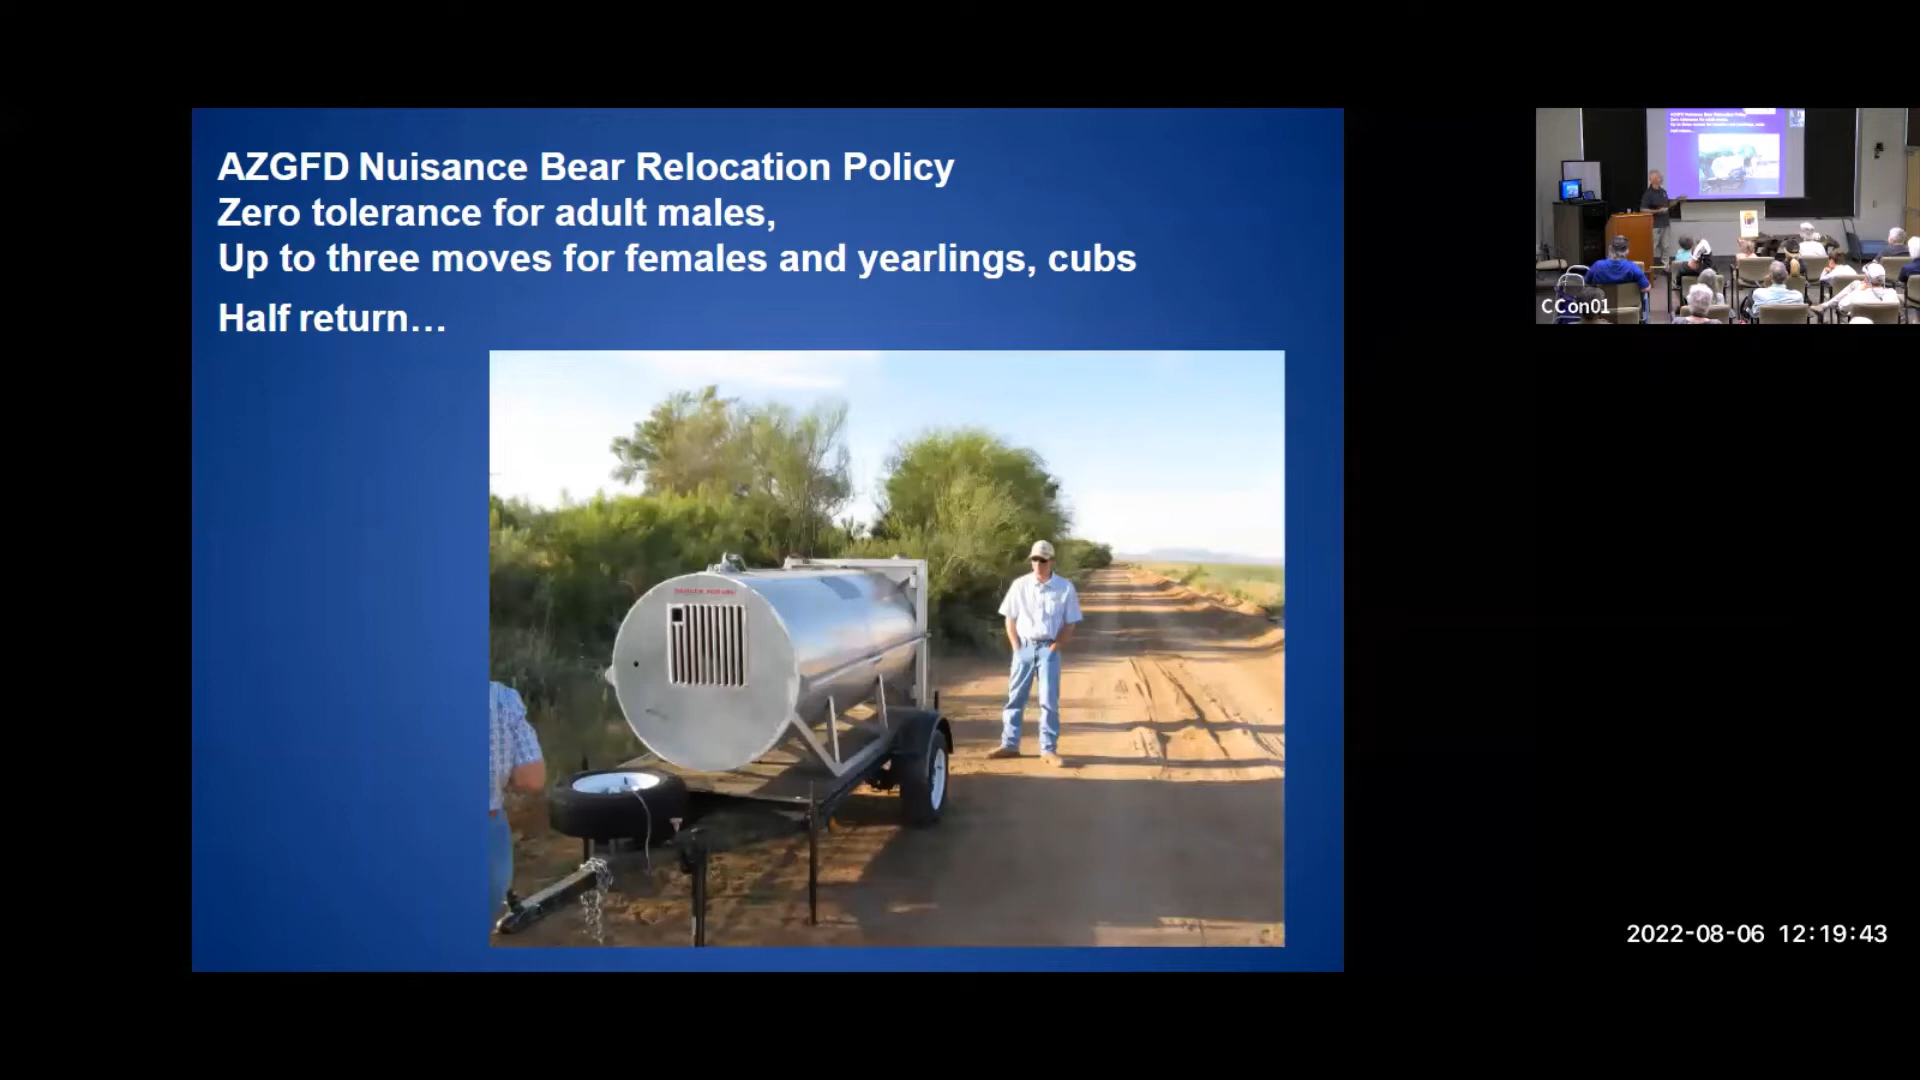 AZGFD Nuisance Bear Relocation Policy
Zero tolerance for adult males,
Up to three moves for females and yearlings, cubs
Half return…
CCon01
2022-08-06 12:19:43